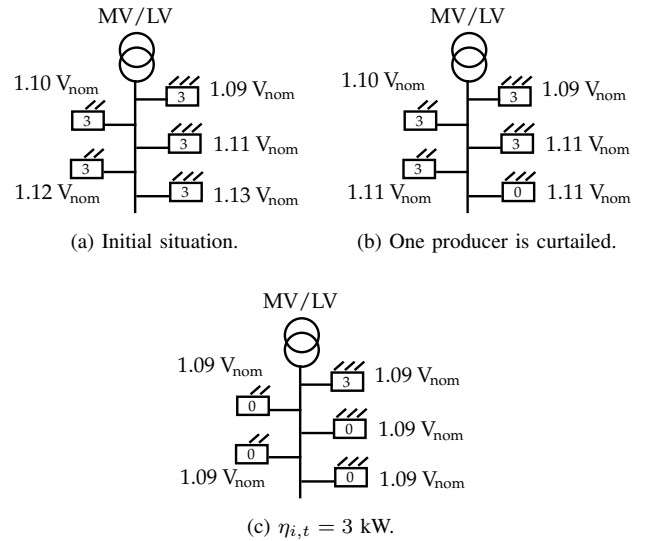 MV/LV
1.10 V_nom
3
1.09 V_nom
3
3
1.11 V_nom
3
1.12 V_nom
3
1.13 V_nom
(a) Initial situation.
MV/LV
1.10 V_nom
3
1.09 V_nom
3
3
1.11 V_nom
3
1.11 V_nom
0
1.11 V_nom
(b) One producer is curtailed.
MV/LV
1.09 V_nom
3
1.09 V_nom
0
0
1.09 V_nom
0
1.09 V_nom
0
1.09 V_nom
(c) η_{i,t} = 3 kW.